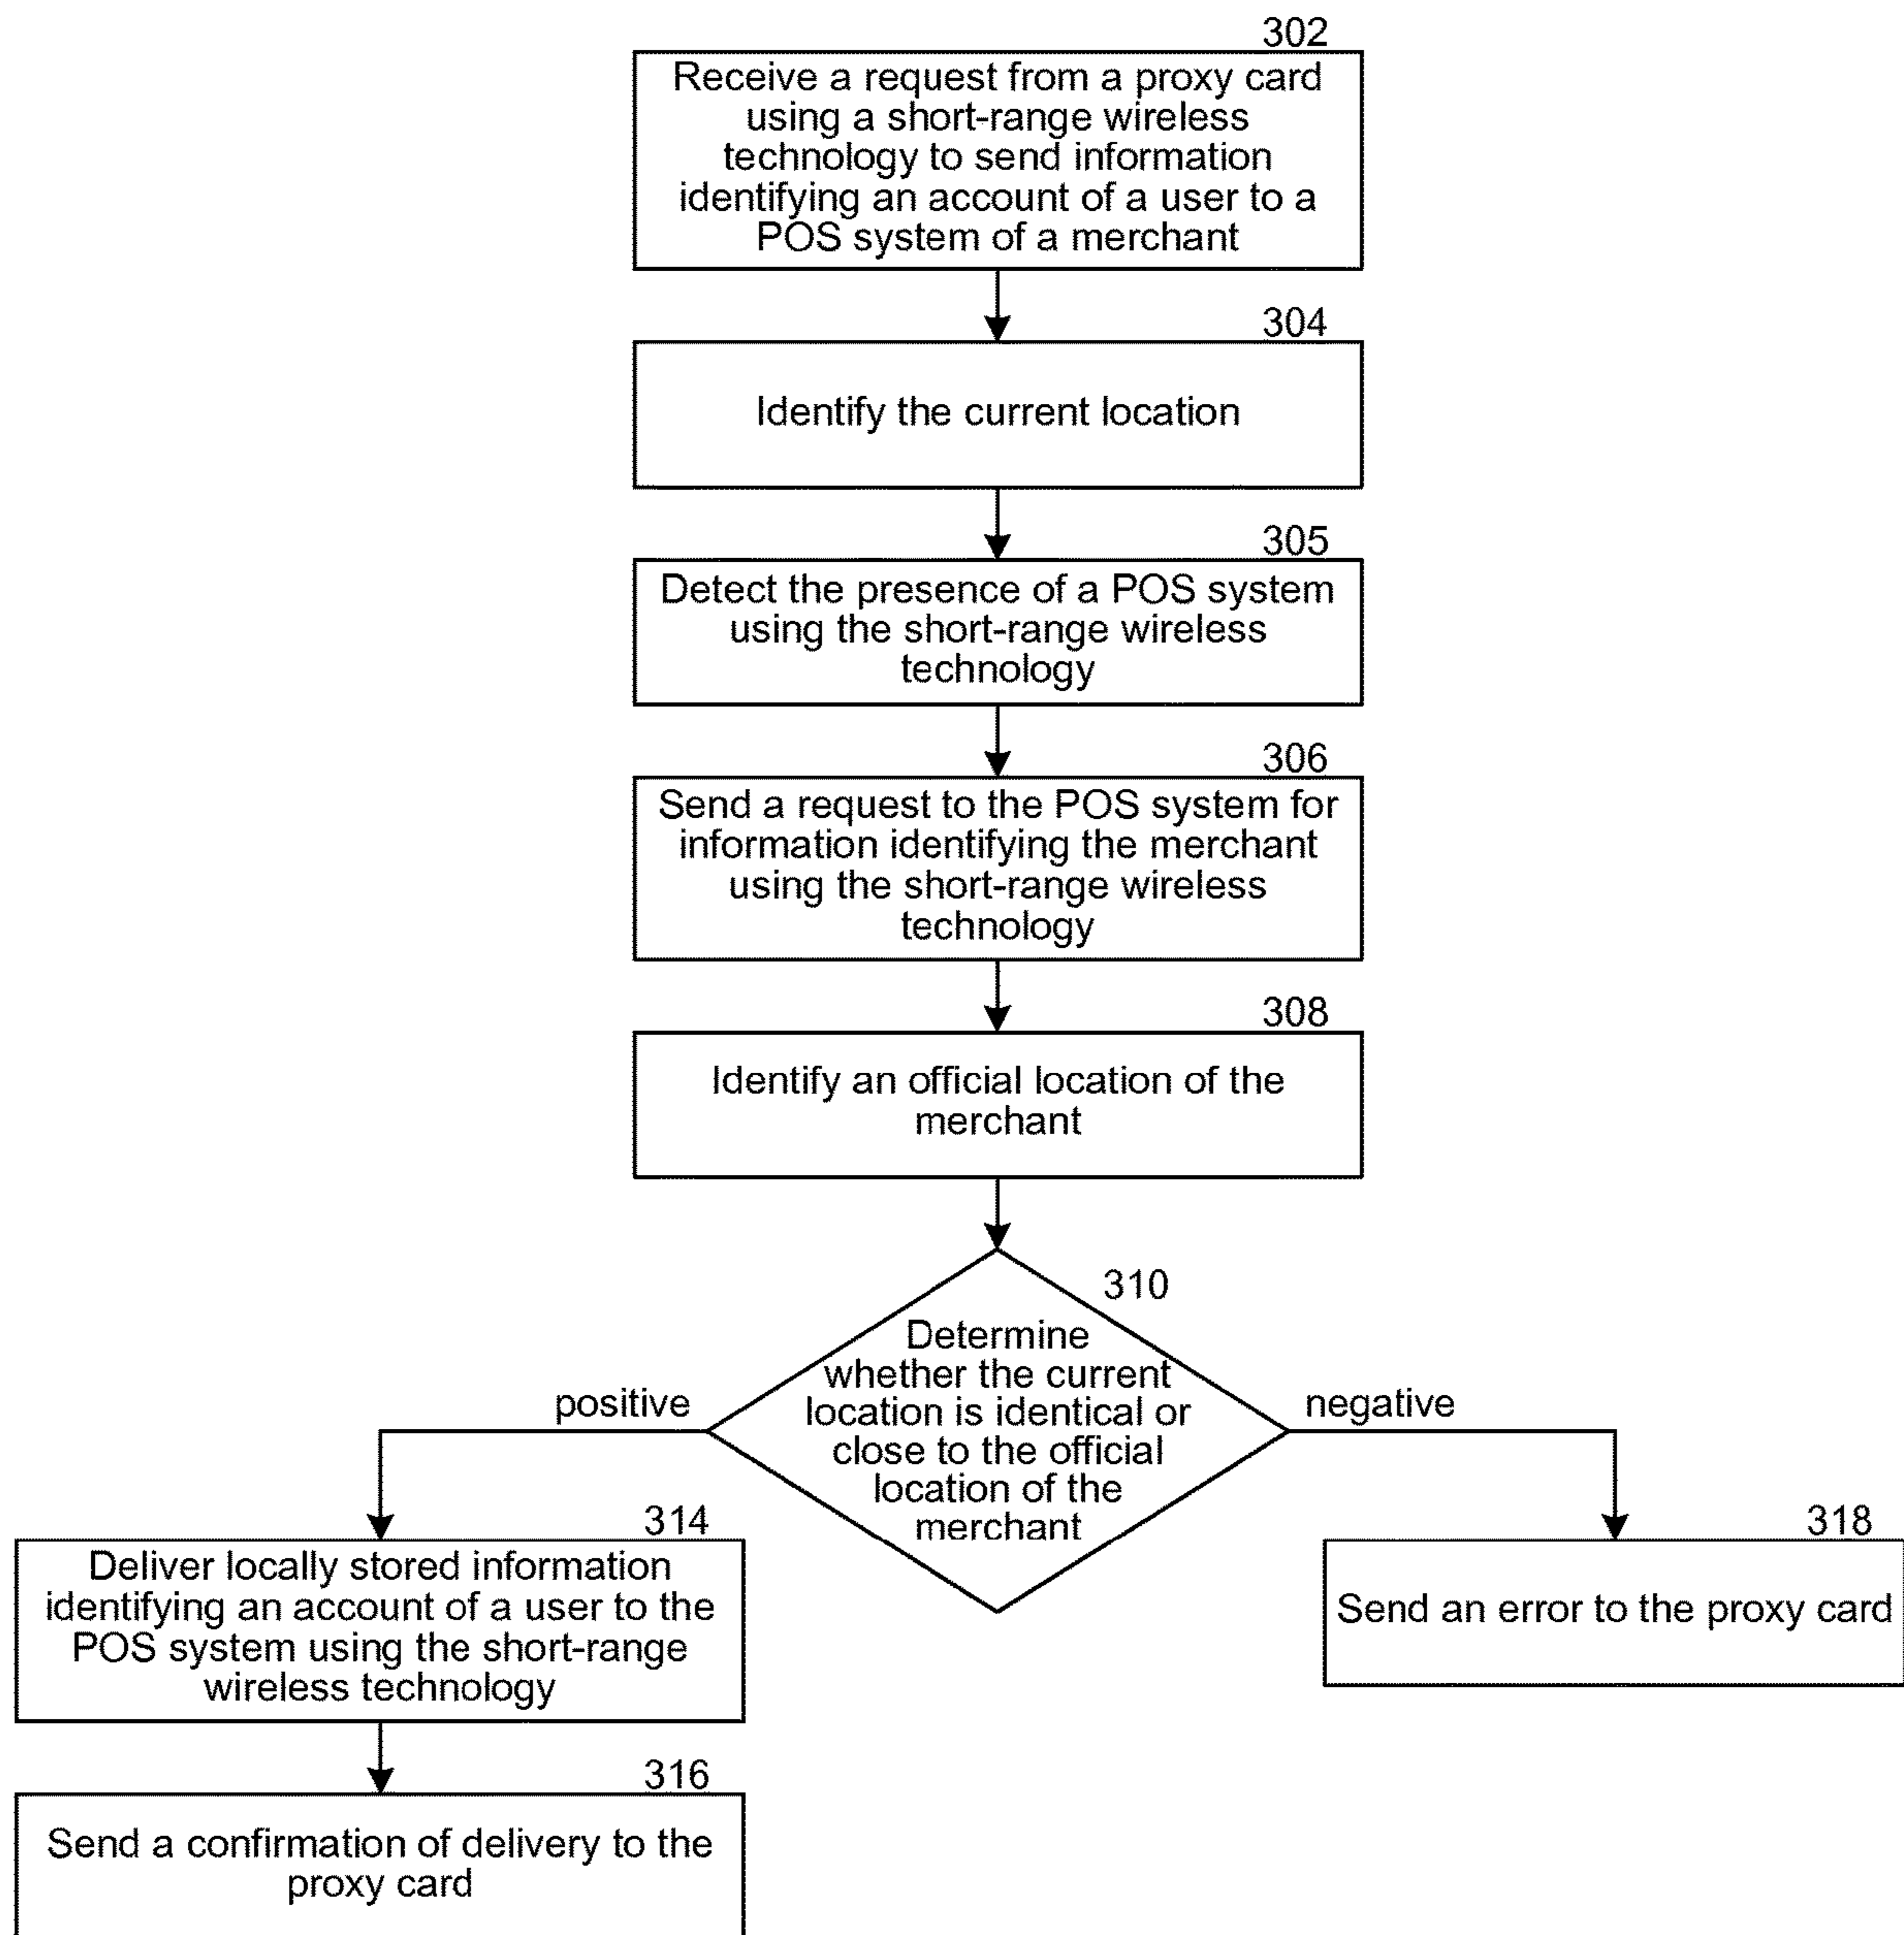 302
Receive a request from a proxy card
using a short-range wireless
technology to send information
identifying an account of a user to a
POS system of a merchant
304
Identify the current location
305
Detect the presence of a POS system
using the short-range wireless
technology
306
Send a request to the POS system for
information identifying the merchant
using the short-range wireless
technology
308
Identify an official location of the
merchant
310
Determine
whether the current
location is identical or
close to the official
location of the
merchant
positive
negative
314
Deliver locally stored information
identifying an account of a user to the
POS system using the short-range
wireless technology
318
Send an error to the proxy card
316
Send a confirmation of delivery to the
proxy card